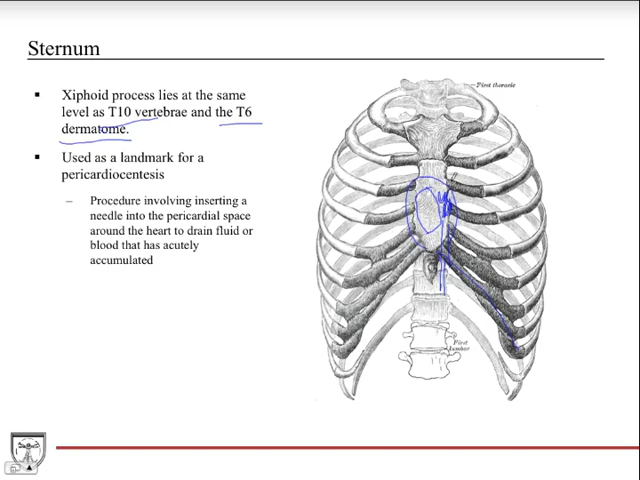 Sternum
▪ Xiphoid process lies at the same
level as T10 vertebrae and the T6
dermatome.
▪ Used as a landmark for a
pericardiocentesis
– Procedure involving inserting a
needle into the pericardial space
around the heart to drain fluid or
blood that has acutely
accumulated
First thoracic
First
lumbar